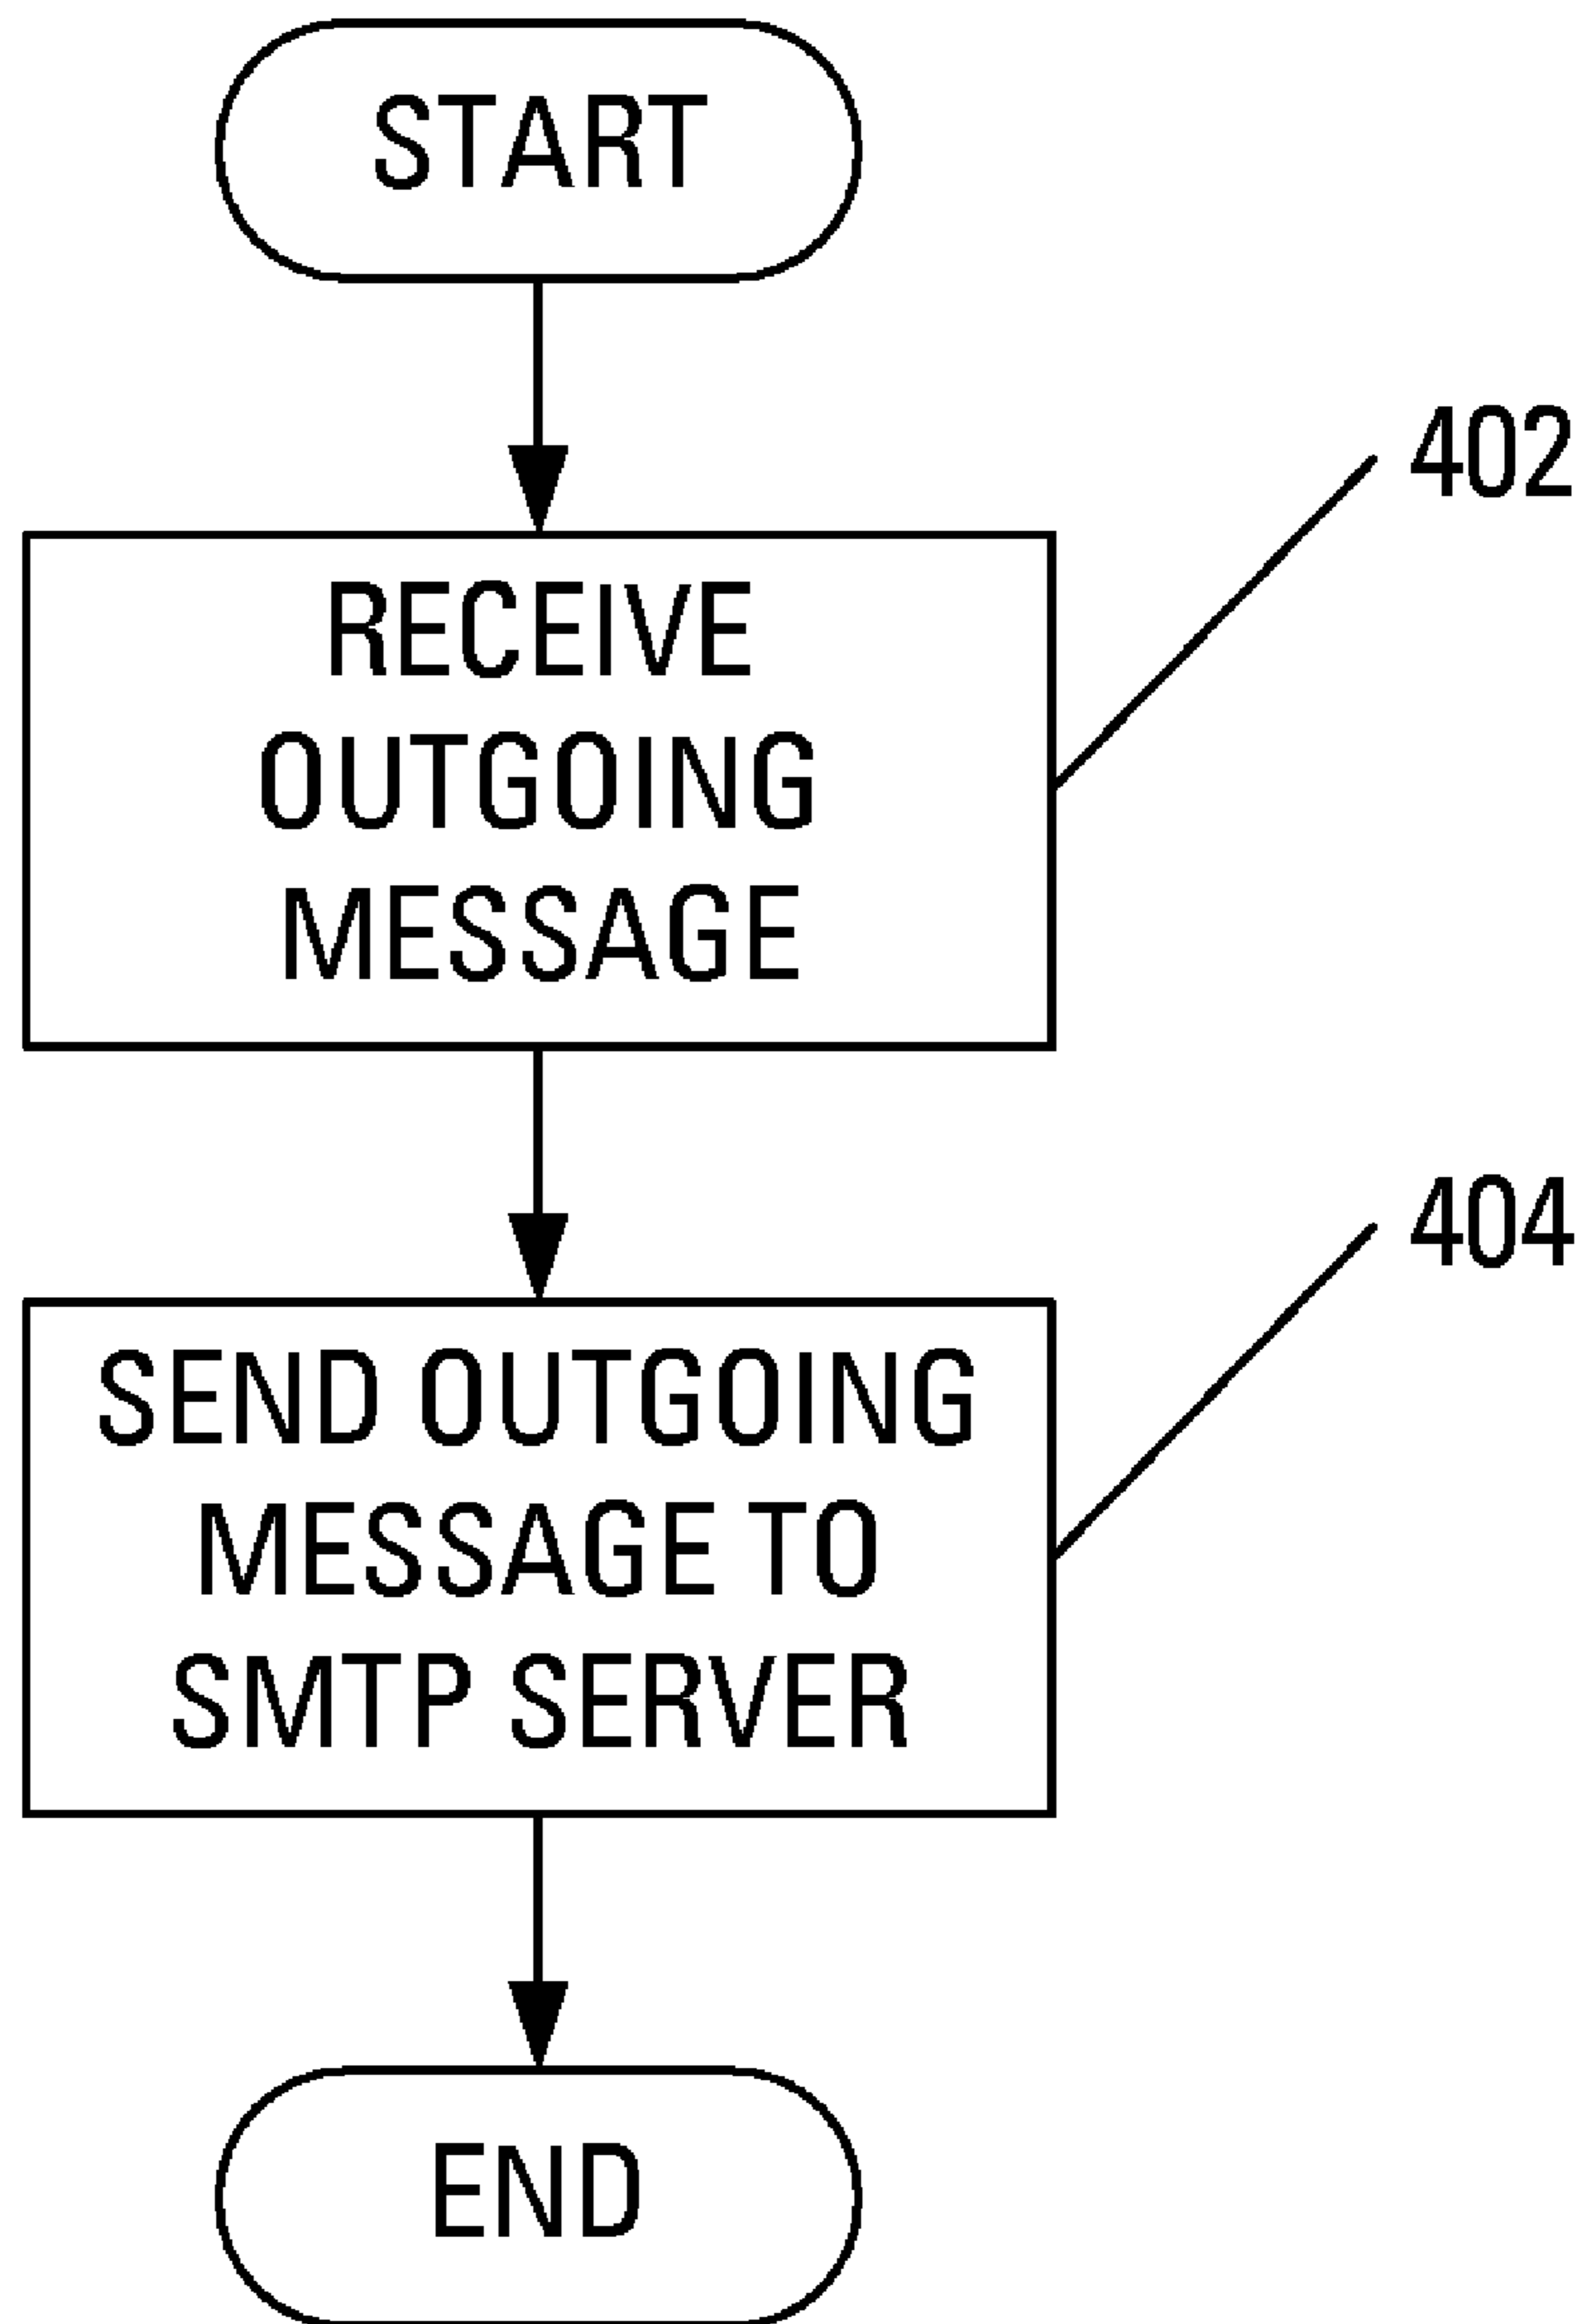 START
402
RECEIVE
OUTGOING
MESSAGE
404
SEND OUTGOING
MESSAGE TO
SMTP SERVER
END